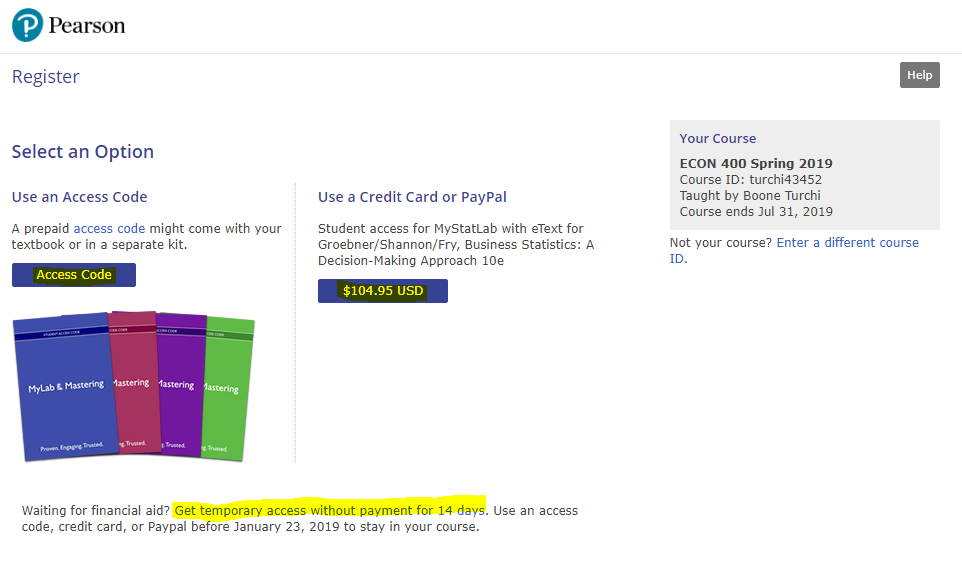 Pearson
Register
Help
Select an Option
Use an Access Code
A prepaid access code might come with your
textbook or in a separate kit.
Access Code
STUDENT ACCESS CODE
MyLab & Mastering
Proven. Engaging. Trusted.
CODE
Mastering
ng. Trusted.
CODE
Mastering
g. Trusted.
CODE
Mastering
g. Trusted.
Use a Credit Card or PayPal
Student access for MyStatLab with eText for
Groebner/Shannon/Fry, Business Statistics: A
Decision-Making Approach 10e
$104.95 USD
Your Course
ECON 400 Spring 2019
Course ID: turchi43452
Taught by Boone Turchi
Course ends Jul 31, 2019
Not your course? Enter a different course
ID.
Waiting for financial aid? Get temporary access without payment for 14 days. Use an access
code, credit card, or Paypal before January 23, 2019 to stay in your course.